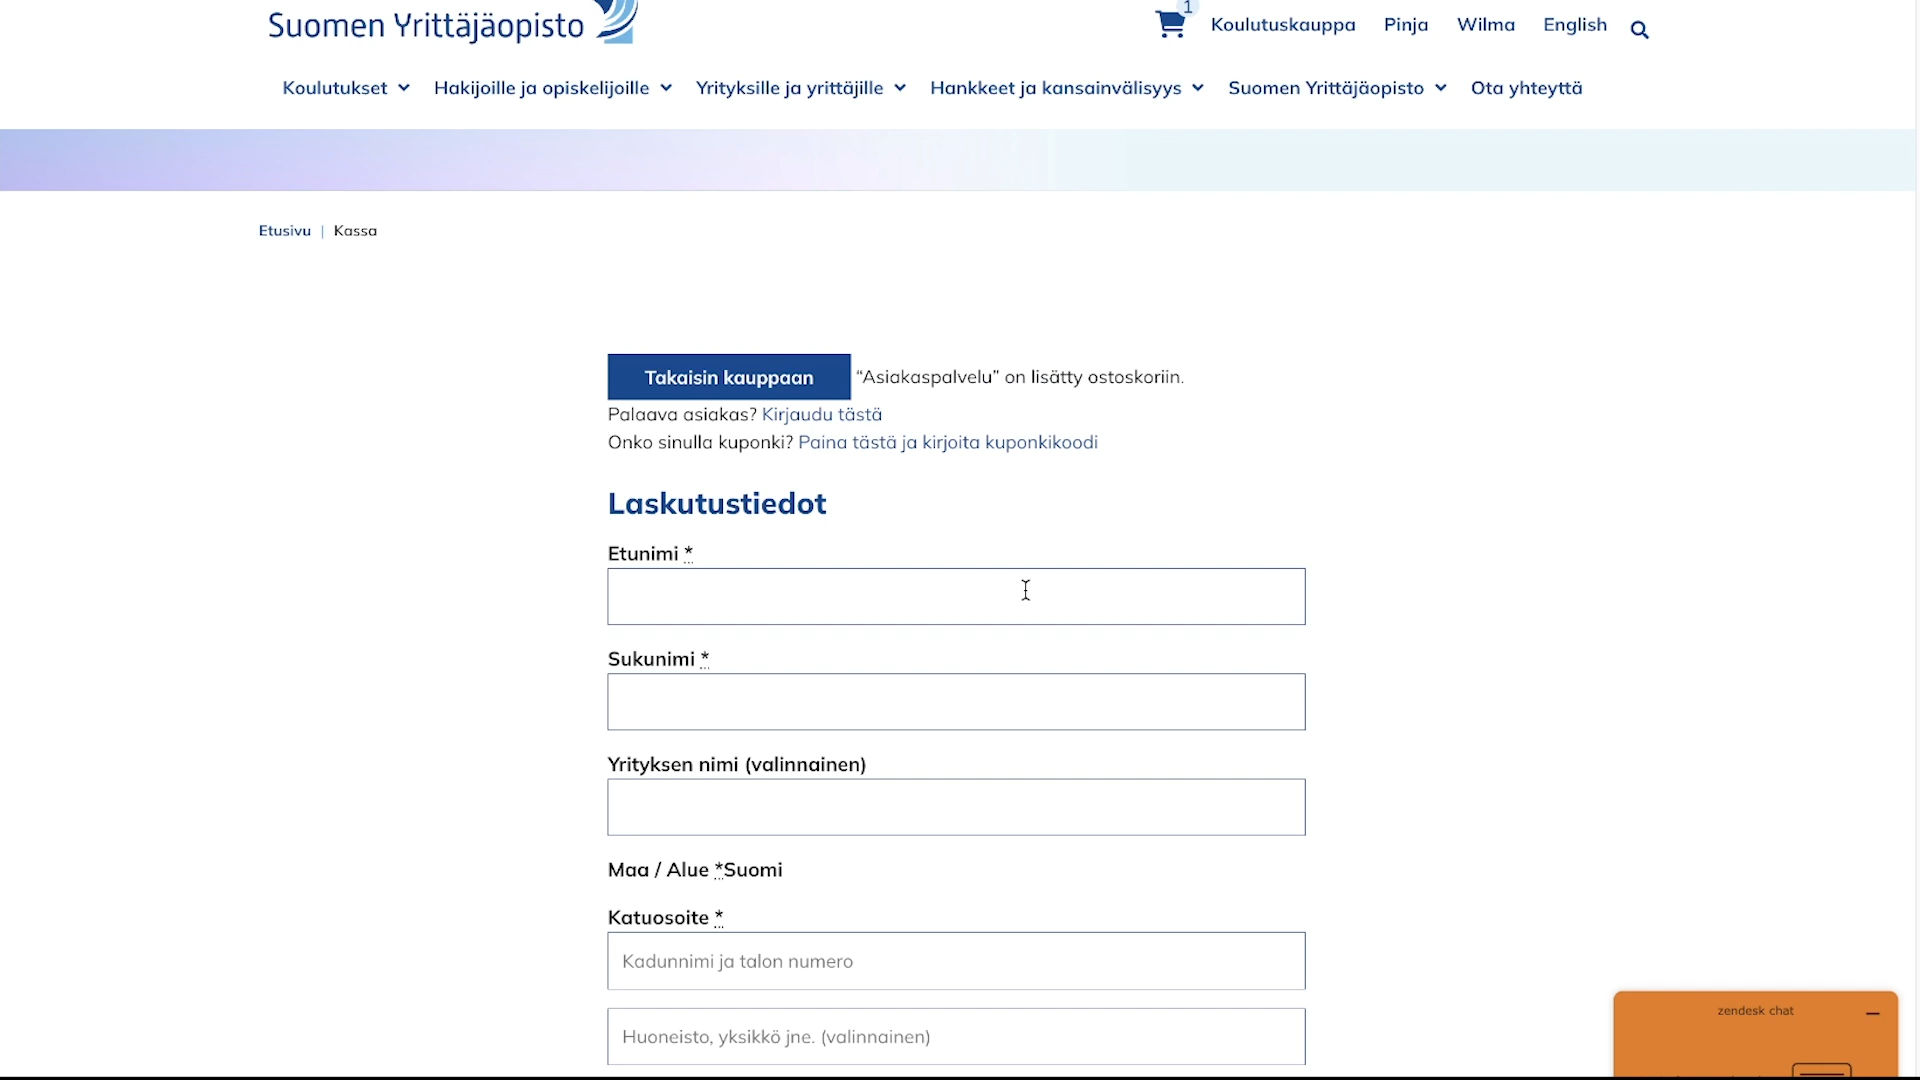 Suomen Yrittäjäopisto
1 Koulutuskauppa Pinja Wilma English
Koulutukset Hakijoille ja opiskelijoille Yrityksille ja yrittäjille Hankkeet ja kansainvälisyys Suomen Yrittäjäopisto Ota yhteyttä
Etusivu | Kassa
Takaisin kauppaan “Asiakaspalvelu” on lisätty ostoskoriin.
Palaava asiakas? Kirjaudu tästä
Onko sinulla kuponki? Paina tästä ja kirjoita kuponkikoodi
Laskutustiedot
Etunimi *
Sukunimi *
Yrityksen nimi (valinnainen)
Maa / Alue *Suomi
Katuosoite *
Kadunnimi ja talon numero
Huoneisto, yksikkö jne. (valinnainen)
zendesk chat